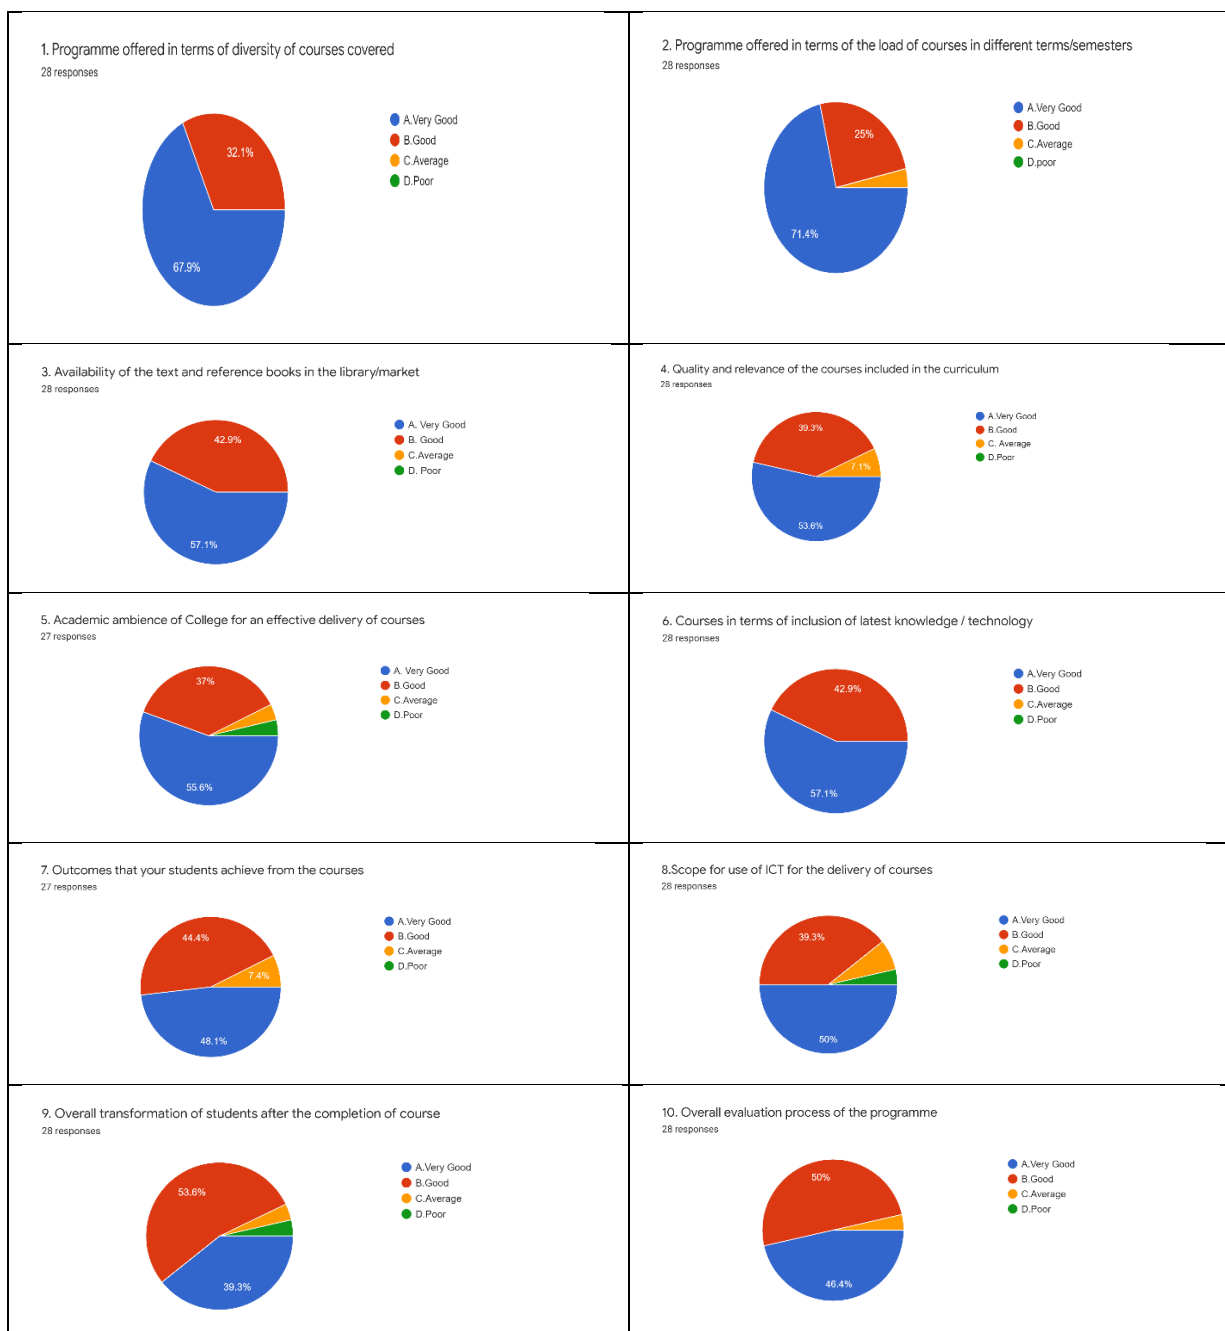 1. Programme offered in terms of diversity of courses covered
28 responses
A.Very Good
B.Good
C.Average
D.Poor
32.1%
67.9%
2. Programme offered in terms of the load of courses in different terms/semesters
28 responses
A.Very Good
B.Good
C.Average
D.poor
25%
71.4%
3. Availability of the text and reference books in the library/market
28 responses
A. Very Good
B. Good
C.Average
D. Poor
42.9%
57.1%
4. Quality and relevance of the courses included in the curriculum
28 responses
A.Very Good
B.Good
C. Average
D.Poor
39.3%
7.1%
53.6%
5. Academic ambience of College for an effective delivery of courses
27 responses
A. Very Good
B.Good
C.Average
D.Poor
37%
55.6%
6. Courses in terms of inclusion of latest knowledge / technology
28 responses
A.Very Good
B.Good
C.Average
D.Poor
42.9%
57.1%
7. Outcomes that your students achieve from the courses
27 responses
A.Very Good
B.Good
C.Average
D.Poor
44.4%
7.4%
48.1%
8.Scope for use of ICT for the delivery of courses
28 responses
A.Very Good
B.Good
C.Average
D.Poor
39.3%
50%
9. Overall transformation of students after the completion of course
28 responses
A.Very Good
B.Good
C.Average
D.Poor
53.6%
39.3%
10. Overall evaluation process of the programme
28 responses
A.Very Good
B.Good
C.Average
D.Poor
50%
46.4%